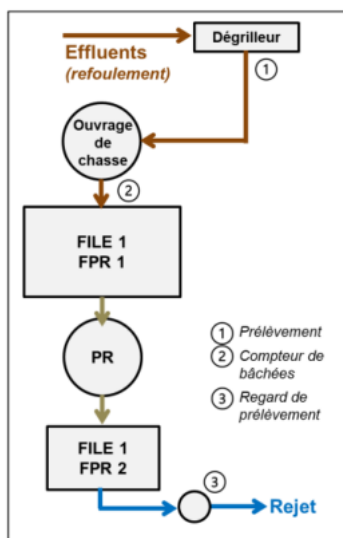 Effluents
(refoulement)
Dégrilleur
1
Ouvrage
de
chasse
2
FILE 1
FPR 1
PR
1 Prélèvement
2 Compteur de
bâchées
3 Regard de
prélèvement
FILE 1
FPR 2
3
Rejet